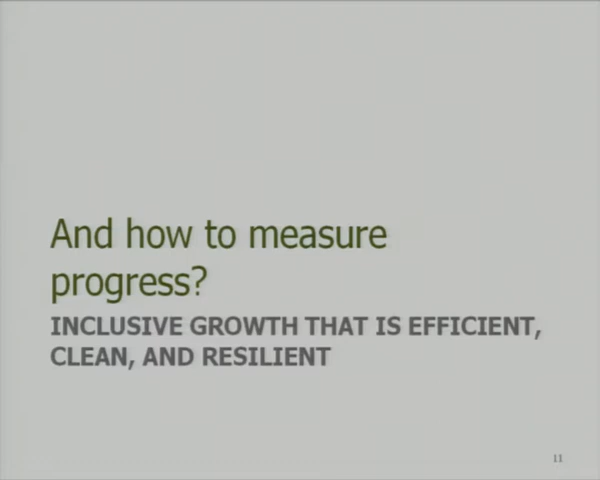 And how to measure
progress?
INCLUSIVE GROWTH THAT IS EFFICIENT,
CLEAN, AND RESILIENT
11